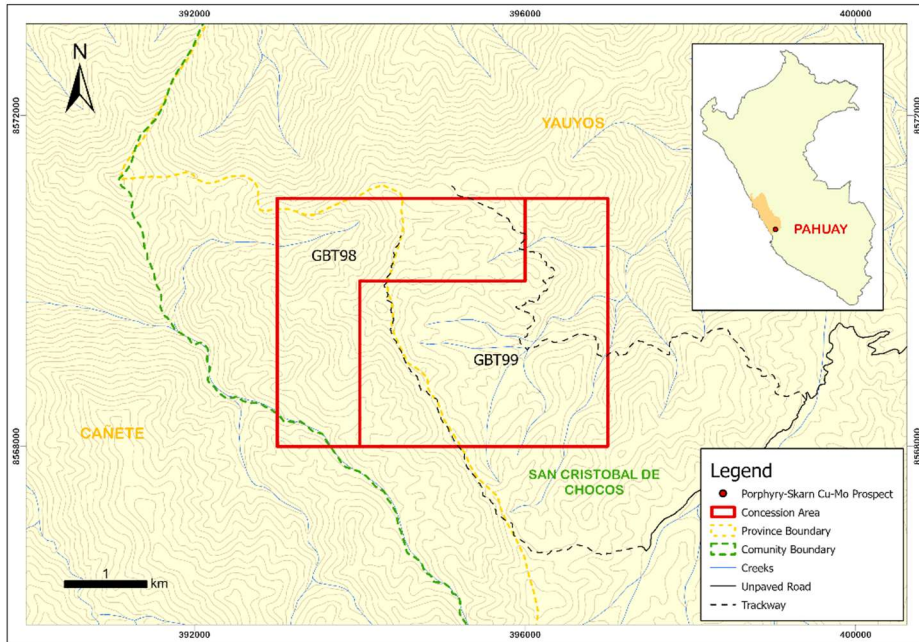 392000
396000
400000
N
8572000
8572000
YAUYOS
PAHUAY
GBT98
GBT99
CAÑETE
8568000
8568000
SAN CRISTOBAL DE
CHOCOS
Legend
Porphyry-Skarn Cu-Mo Prospect
Concession Area
Province Boundary
Comunity Boundary
Creeks
Unpaved Road
Trackway
1
km
392000
396000
400000